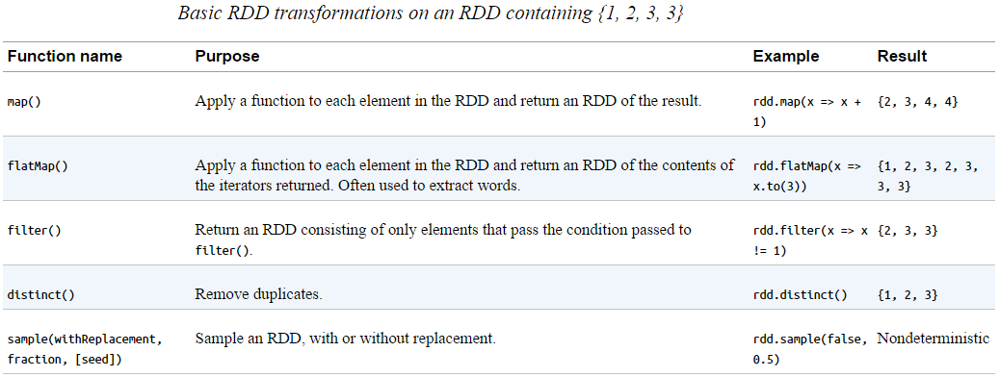 Basic RDD transformations on an RDD containing {1, 2, 3, 3}
Function name Purpose Example Result
map() Apply a function to each element in the RDD and return an RDD of the result. rdd.map(x => x + {2, 3, 4, 4}
1)
flatMap() Apply a function to each element in the RDD and return an RDD of the contents of rdd.flatMap(x => {1, 2, 3, 2, 3,
the iterators returned. Often used to extract words. x.to(3)) 3, 3}
filter() Return an RDD consisting of only elements that pass the condition passed to rdd.filter(x => x {2, 3, 3}
filter(). != 1)
distinct() Remove duplicates. rdd.distinct() {1, 2, 3}
sample(withReplacement, Sample an RDD, with or without replacement. rdd.sample(false, Nondeterministic
fraction, [seed]) 0.5)